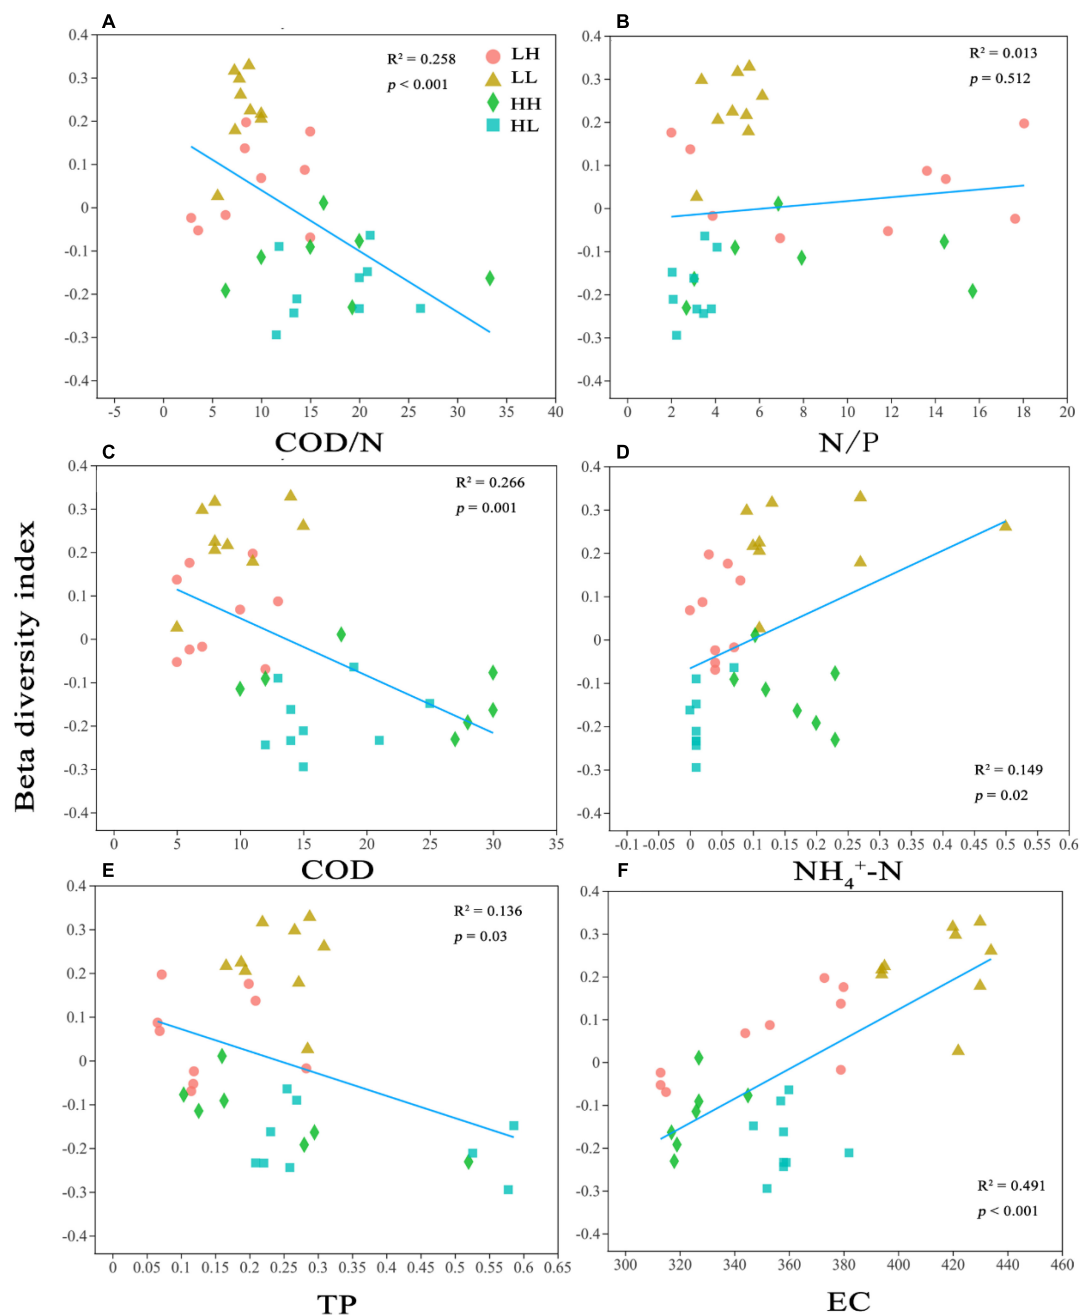 A
0.4
0.3
0.2
0.1
0
-0.1
-0.2
-0.3
-0.4
R² = 0.258
p < 0.001
LH
LL
HH
HL
-5 0 5 10 15 20 25 30 35 40
COD/N
B
0.4
0.3
0.2
0.1
0
-0.1
-0.2
-0.3
-0.4
R² = 0.013
p = 0.512
0 2 4 6 8 10 12 14 16 18 20
N/P
Beta diversity index
C
0.4
0.3
0.2
0.1
0
-0.1
-0.2
-0.3
-0.4
R² = 0.266
p = 0.001
0 5 10 15 20 25 30 35
COD
D
0.4
0.3
0.2
0.1
0
-0.1
-0.2
-0.3
-0.4
R² = 0.149
p = 0.02
-0.1 -0.05 0 0.05 0.1 0.15 0.2 0.25 0.3 0.35 0.4 0.45 0.5 0.55 0.6
NH₄⁺-N
E
0.4
0.3
0.2
0.1
0
-0.1
-0.2
-0.3
-0.4
R² = 0.136
p = 0.03
0 0.05 0.1 0.15 0.2 0.25 0.3 0.35 0.4 0.45 0.5 0.55 0.6 0.65
TP
F
0.4
0.3
0.2
0.1
0
-0.1
-0.2
-0.3
-0.4
R² = 0.491
p < 0.001
300 320 340 360 380 400 420 440 460
EC